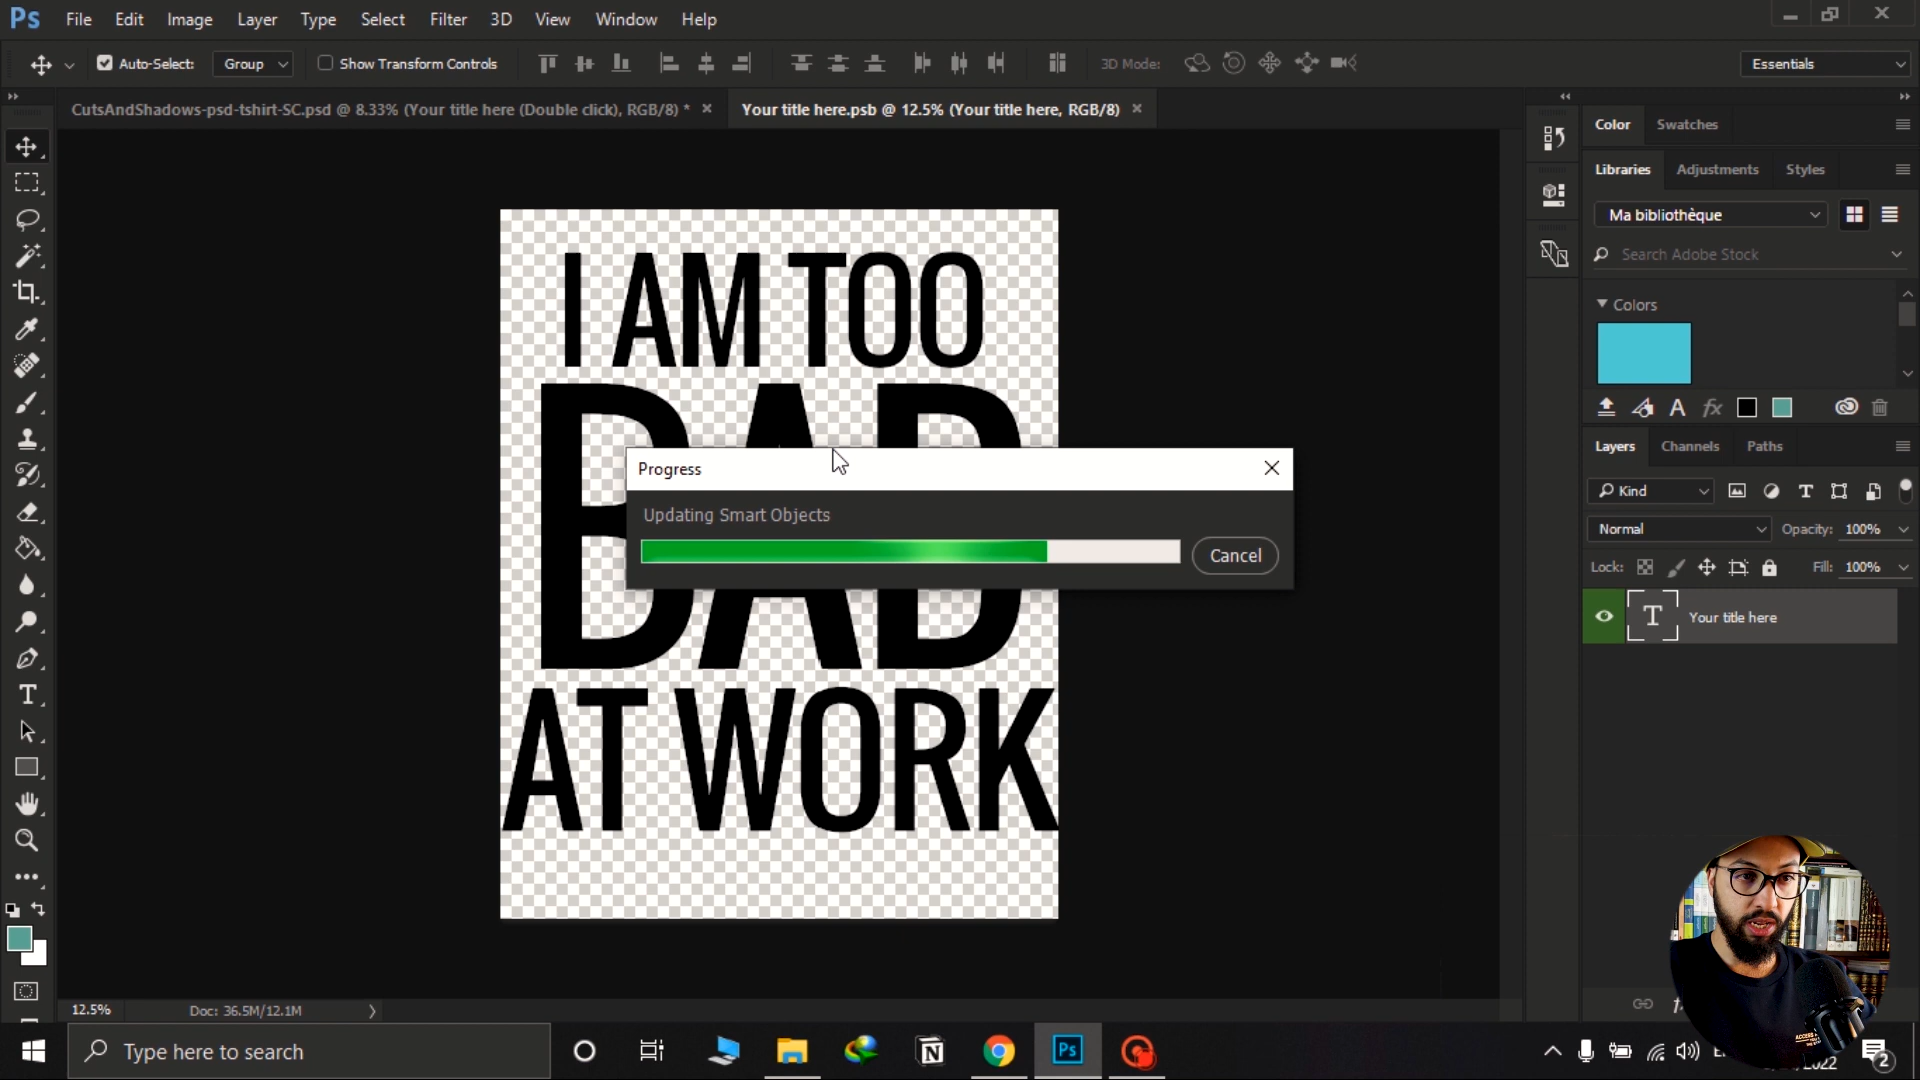 Ps File Edit Image Layer Type Select Filter 3D View Window Help
Auto-Select: Group Show Transform Controls 3D Mode: Essentials
CutsAndShadows-psd-tshirt-SC.psd @ 8.33% (Your title here (Double click), RGB/8) *
Your title here.psb @ 12.5% (Your title here, RGB/8)
Color Swatches
Libraries Adjustments Styles
Ma bibliothèque
Search Adobe Stock
Colors
Layers Channels Paths
Kind
Normal Opacity: 100%
Lock: Fill: 100%
T Your title here
I AM TOO
AT WORK
Progress
Updating Smart Objects
Cancel
12.5% Doc: 36.5M/12.1M
Type here to search
Ps
2